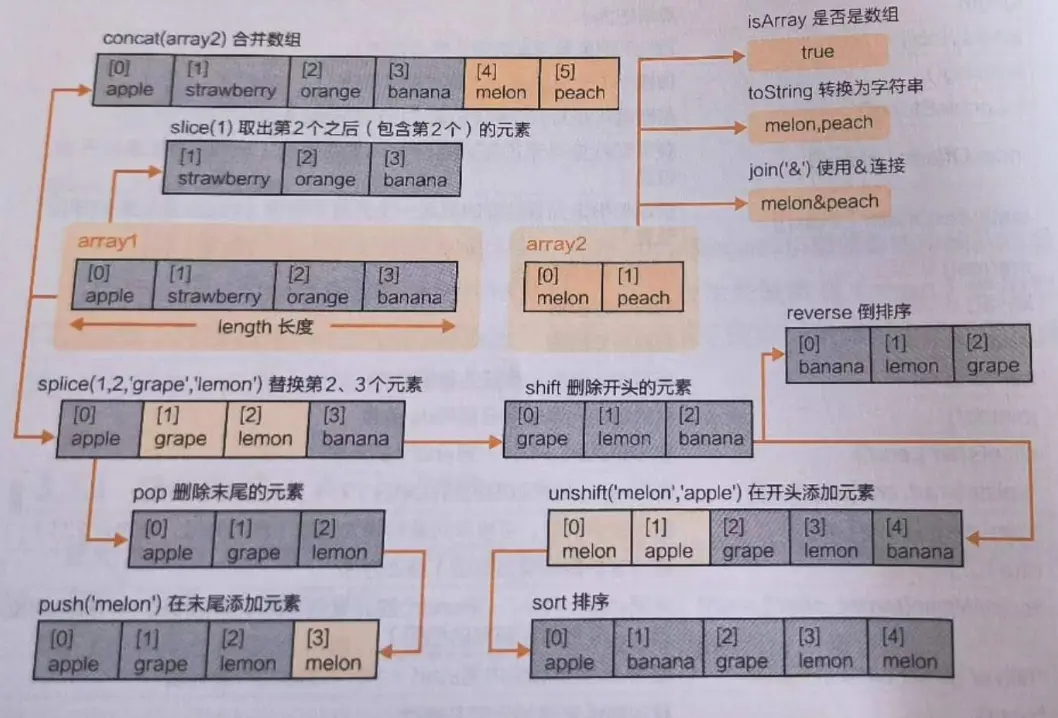 concat(array2) 合并数组
[0] [1] [2] [3] [4] [5]
apple strawberry orange banana melon peach
slice(1) 取出第2个之后（包含第2个）的元素
[1] [2] [3]
strawberry orange banana
isArray 是否是数组
true
toString 转换为字符串
melon,peach
join('&') 使用＆连接
melon&peach
array1
[0] [1] [2] [3]
apple strawberry orange banana
length 长度
array2
[0] [1]
melon peach
reverse 倒排序
[0] [1] [2]
banana lemon grape
splice(1,2,'grape','lemon') 替换第2、3个元素
[0] [1] [2] [3]
apple grape lemon banana
shift 删除开头的元素
[0] [1] [2]
grape lemon banana
pop 删除末尾的元素
[0] [1] [2]
apple grape lemon
unshift('melon','apple') 在开头添加元素
[0] [1] [2] [3] [4]
melon apple grape lemon banana
push('melon') 在末尾添加元素
[0] [1] [2] [3]
apple grape lemon melon
sort 排序
[0] [1] [2] [3] [4]
apple banana grape lemon melon